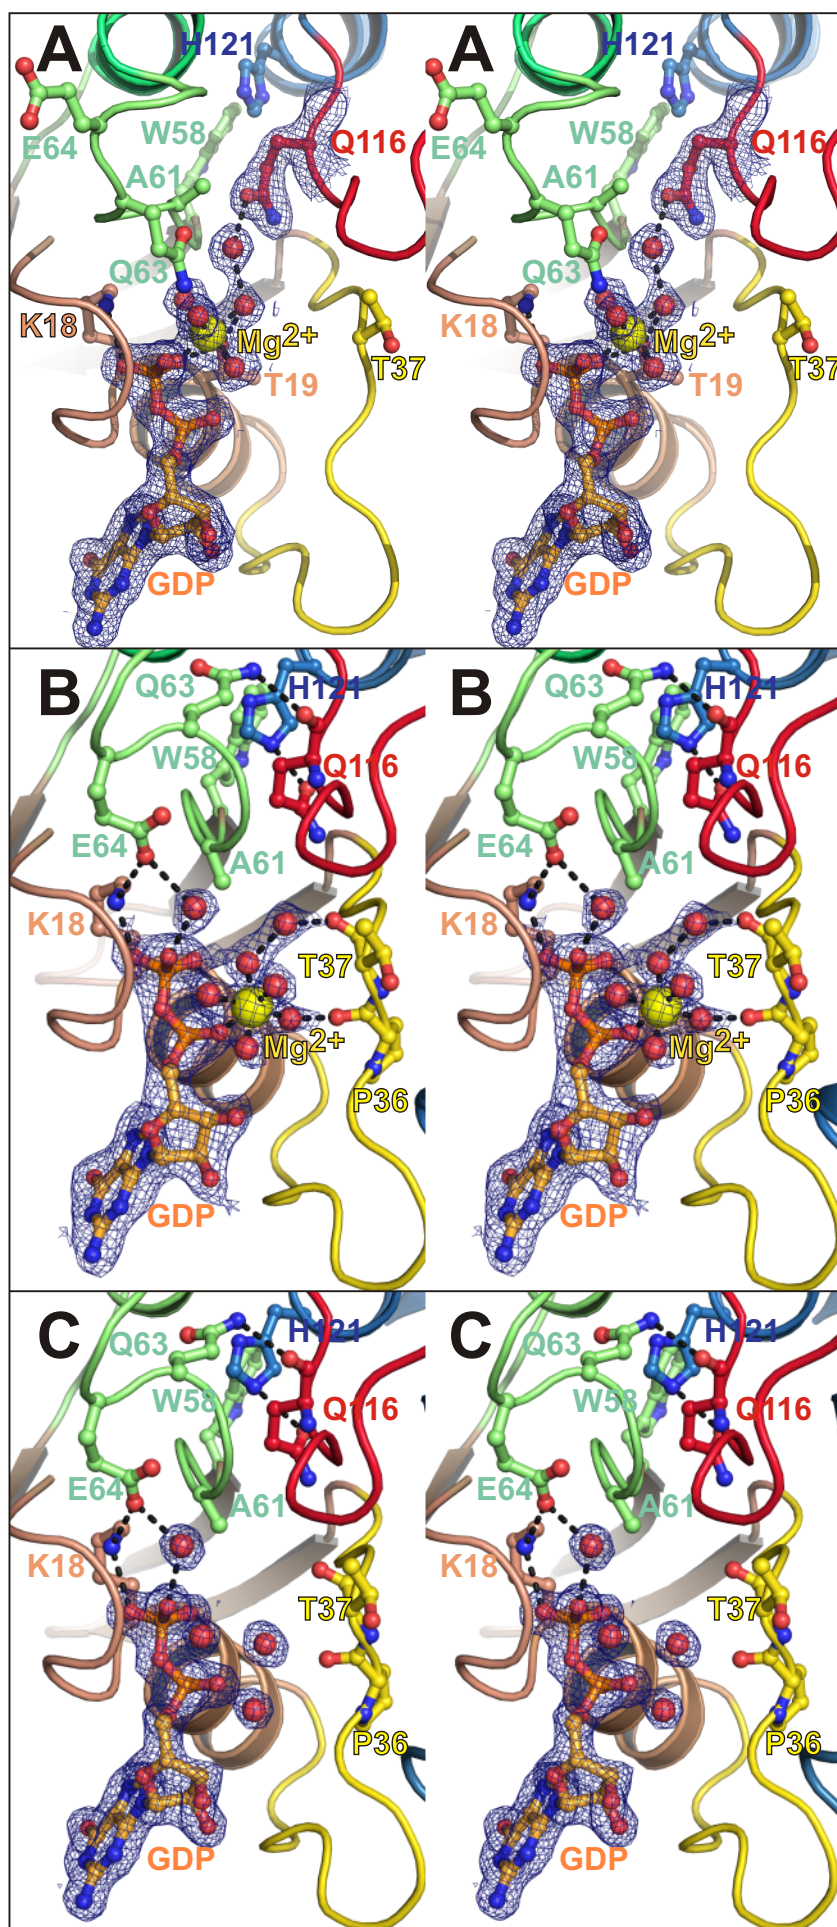 A H121 A H121
W58 Q116 W58 Q116
E64 E64
A61 A61
Q63 Q63
K18 Mg2+ K18 Mg2+
T37 T37
T19 T19
GDP GDP
B Q63 H121 B Q63 H121
W58 Q116 W58 Q116
E64 A61 E64 A61
K18 K18
T37 T37
Mg2+ Mg2+
P36 P36
GDP GDP
C Q63 H121 C Q63 H121
W58 Q116 W58 Q116
E64 A61 E64 A61
K18 K18
T37 T37
P36 P36
GDP GDP